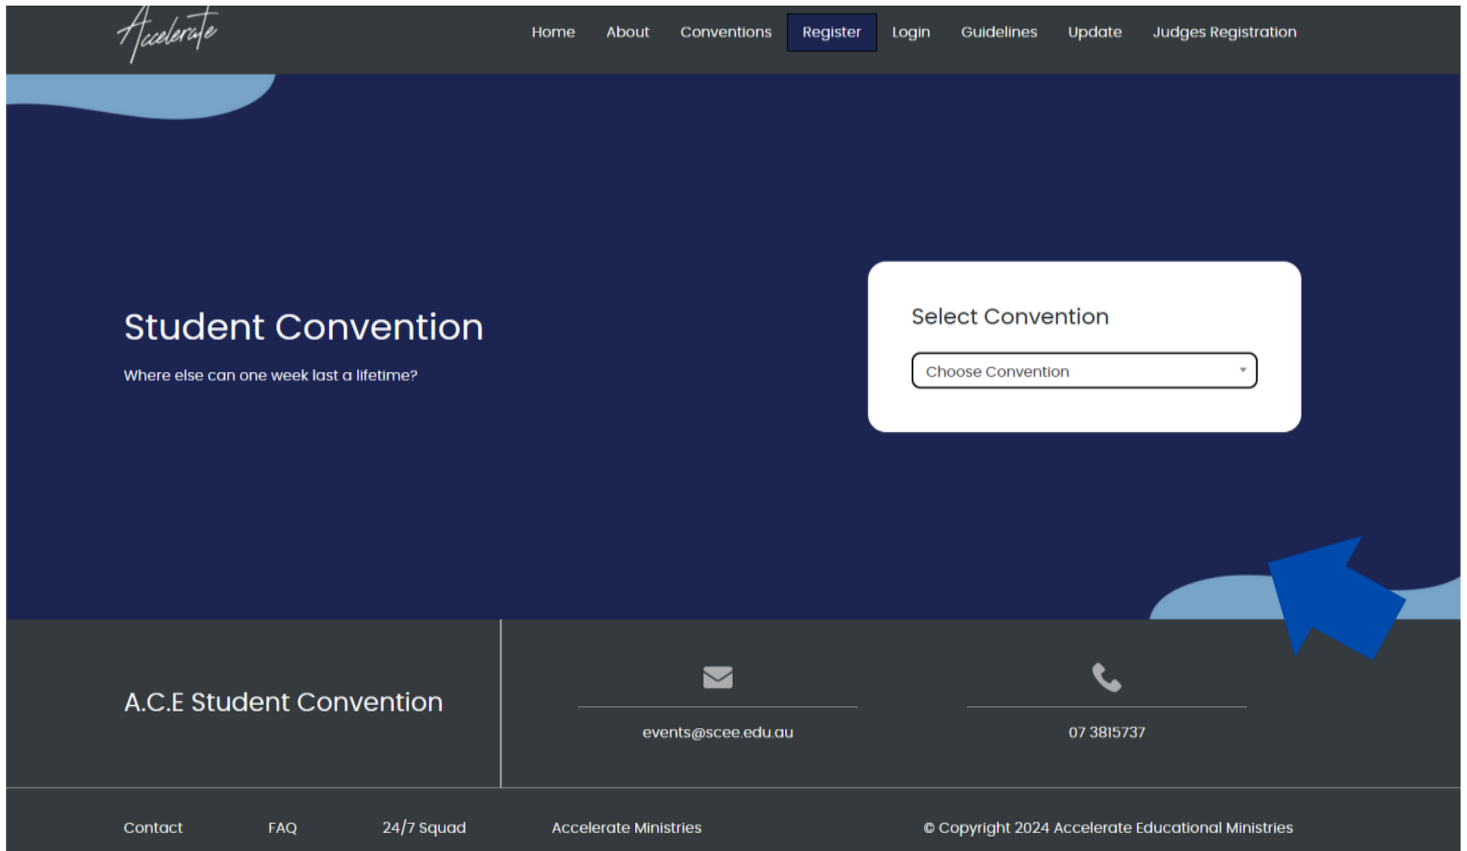 Accelerate
Home About Conventions Register Login Guidelines Update Judges Registration
Student Convention
Where else can one week last a lifetime?
Select Convention
Choose Convention
A.C.E Student Convention
events@scee.edu.au
07 3815737
Contact FAQ 24/7 Squad Accelerate Ministries © Copyright 2024 Accelerate Educational Ministries